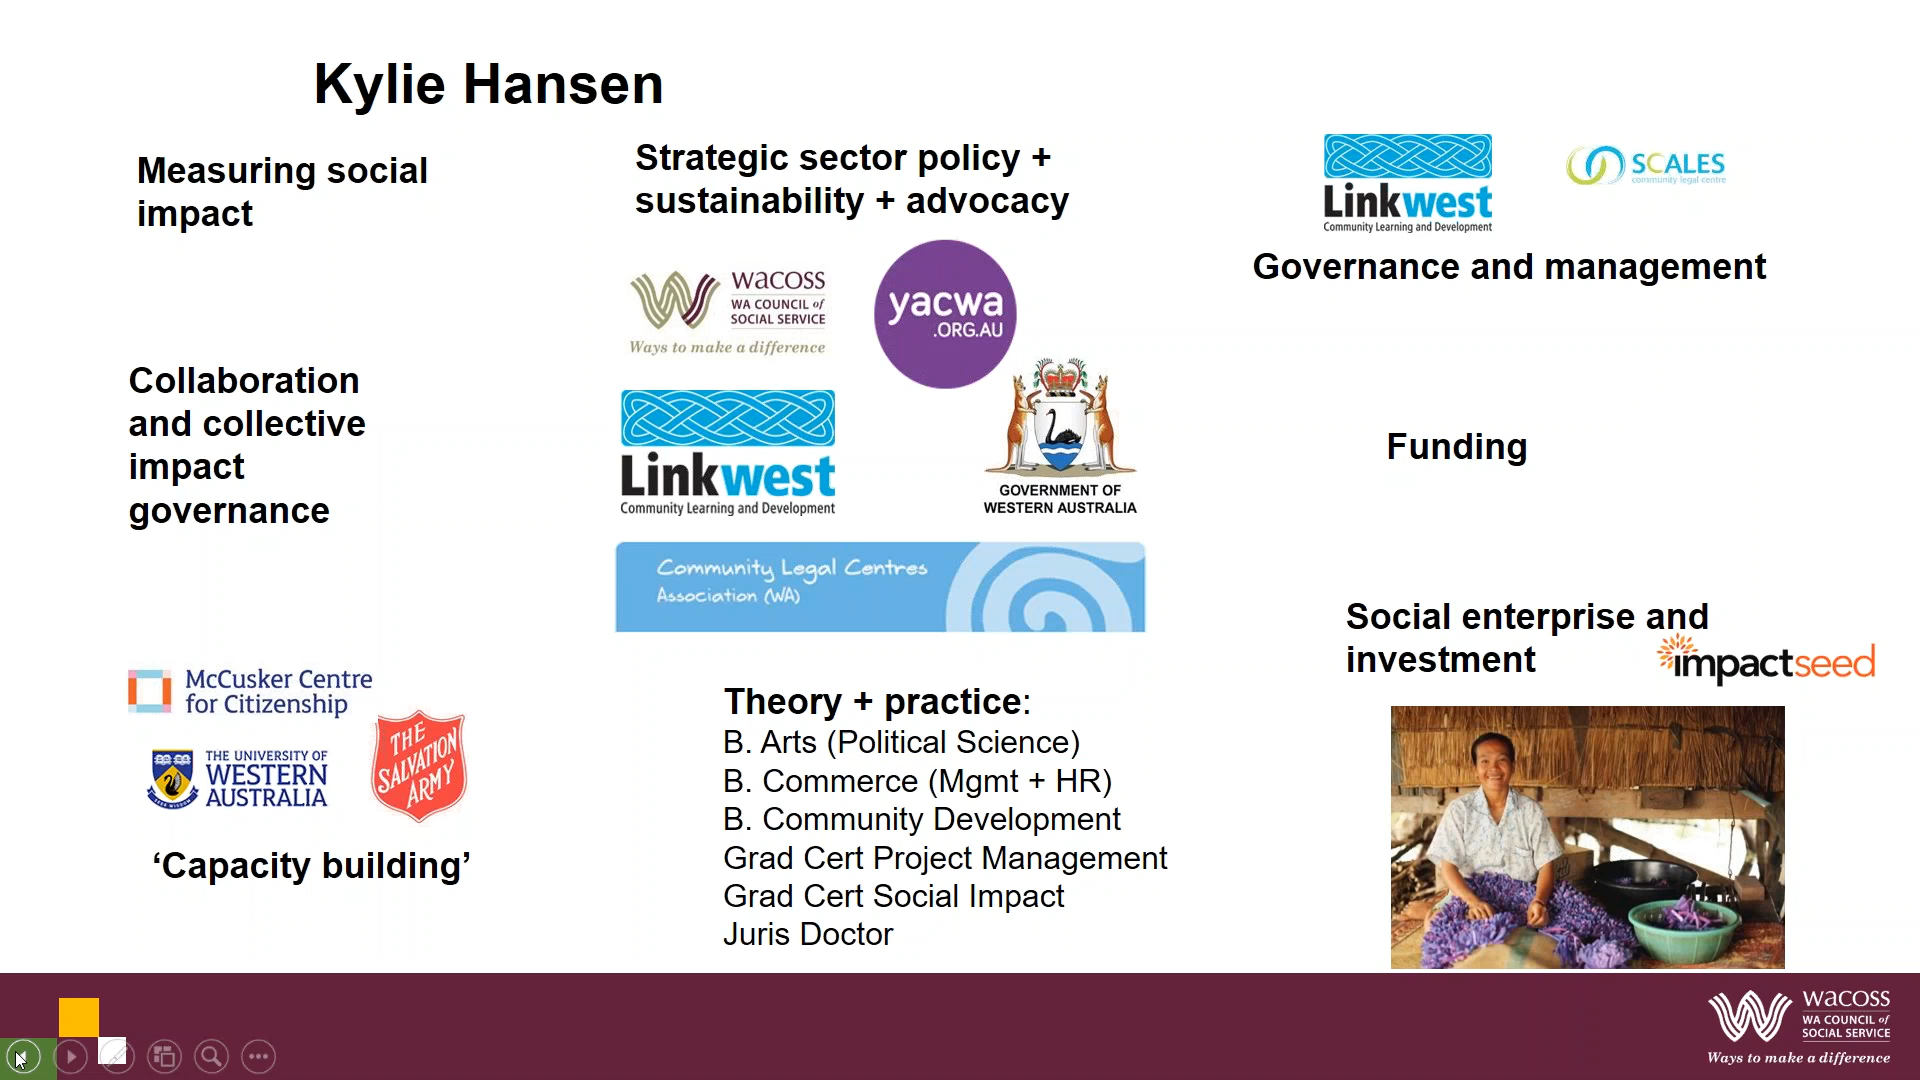 Kylie Hansen
Measuring social
impact
Strategic sector policy +
sustainability + advocacy
Linkwest
Community Learning and Development
SCALES
community legal centre
Governance and management
wacoss
WA COUNCIL of
SOCIAL SERVICE
Ways to make a difference
yacwa
.ORG.AU
Collaboration
and collective
impact
governance
Linkwest
Community Learning and Development
GOVERNMENT OF
WESTERN AUSTRALIA
Funding
Community Legal Centres
Association (WA)
Social enterprise and
investment
impactseed
McCusker Centre
for Citizenship
THE UNIVERSITY OF
WESTERN
AUSTRALIA
THE
SALVATION
ARMY
‘Capacity building’
Theory + practice:
B. Arts (Political Science)
B. Commerce (Mgmt + HR)
B. Community Development
Grad Cert Project Management
Grad Cert Social Impact
Juris Doctor
wacoss
WA COUNCIL of
SOCIAL SERVICE
Ways to make a difference